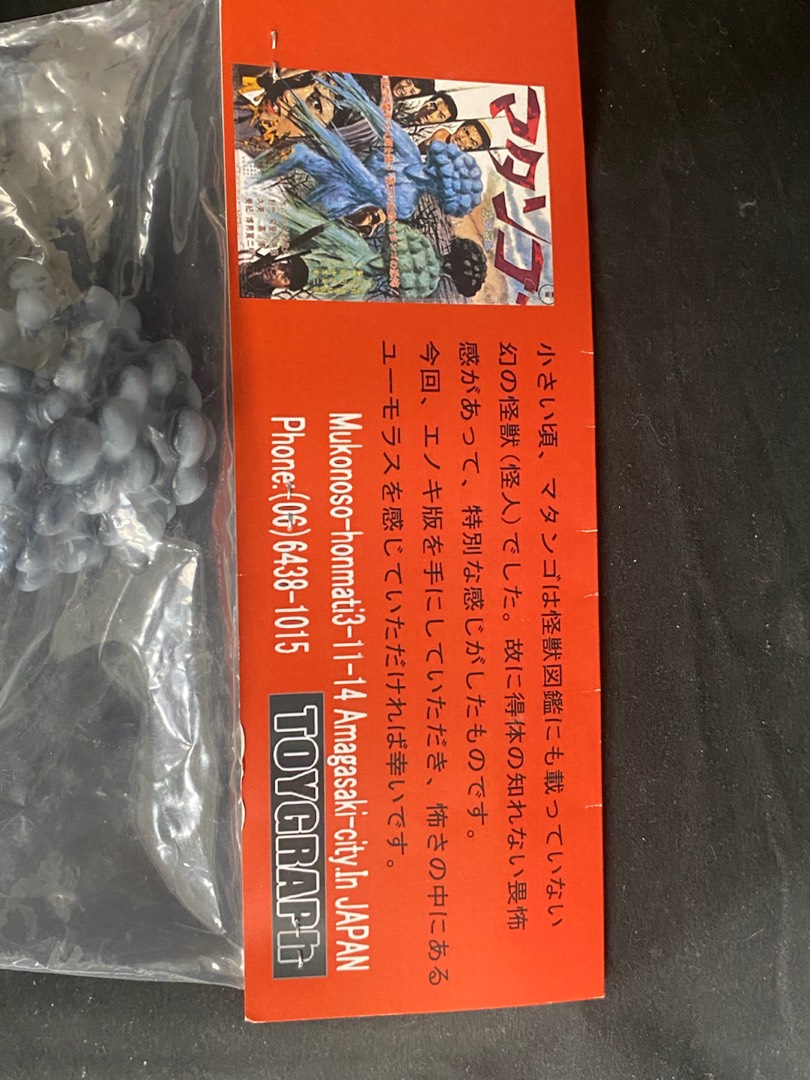 マタンゴ
小さい頃、マタンゴは怪獣図鑑にも載っていない
幻の怪獣(怪人)でした。故に得体の知れない畏怖
感があって、特別な感じがしたものです。
今回、エノキ版を手にしていただき、怖さの中にある
ユーモラスを感じていただければ幸いです。
Mukonoso-honmati3-11-14 Amagasaki-city.In JAPAN
Phone:(06)6438-1015
TOYGRAPH